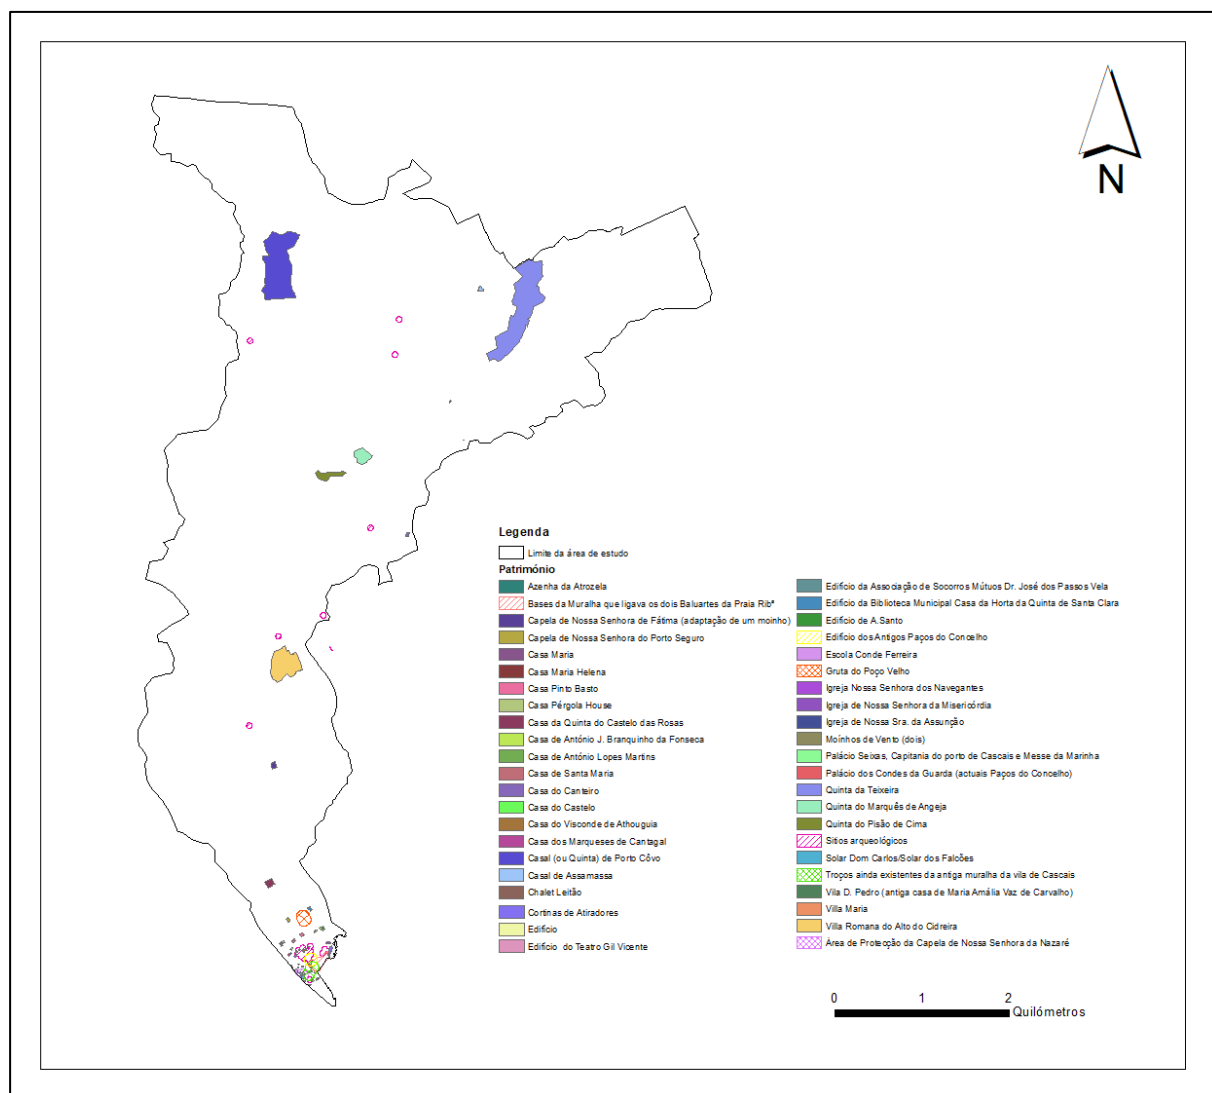 N
Legenda
Limite da área de estudo
Património
Azenha da Atrozela
Bases da Muralha que ligava os dois Baluartes da Praia Ribª
Capela de Nossa Senhora de Fátima (adaptação de um moinho)
Capela de Nossa Senhora do Porto Seguro
Casa Maria
Casa Maria Helena
Casa Pinto Basto
Casa Pérgola House
Casa da Quinta do Castelo das Rosas
Casa de António J. Branquinho da Fonseca
Casa de António Lopes Martins
Casa de Santa Maria
Casa do Canteiro
Casa do Castelo
Casa do Visconde de Athouguia
Casa dos Marqueses de Cantagal
Casal (ou Quinta) de Porto Côvo
Casal de Assamassa
Chalet Leitão
Cortinas de Atiradores
Edifício
Edifício do Teatro Gil Vicente
Edifício da Associação de Socorros Mútuos Dr. José dos Passos Vela
Edifício da Biblioteca Municipal Casa da Horta da Quinta de Santa Clara
Edifício de A.Santo
Edifício dos Antigos Paços do Concelho
Escola Conde Ferreira
Gruta do Poço Velho
Igreja Nossa Senhora dos Navegantes
Igreja de Nossa Senhora da Misericórdia
Igreja de Nossa Sra. da Assunção
Moínhos de Vento (dois)
Palácio Seixas, Capitania do porto de Cascais e Messe da Marinha
Palácio dos Condes da Guarda (actuais Paços do Concelho)
Quinta da Teixeira
Quinta do Marquês de Angeja
Quinta do Pisão de Cima
Sítios arqueológicos
Solar Dom Carlos/Solar dos Falcões
Troços ainda existentes da antiga muralha da vila de Cascais
Vila D. Pedro (antiga casa de Maria Amália Vaz de Carvalho)
Villa Maria
Villa Romana do Alto do Cidreira
Área de Protecção da Capela de Nossa Senhora da Nazaré
0 1 2
Quilómetros